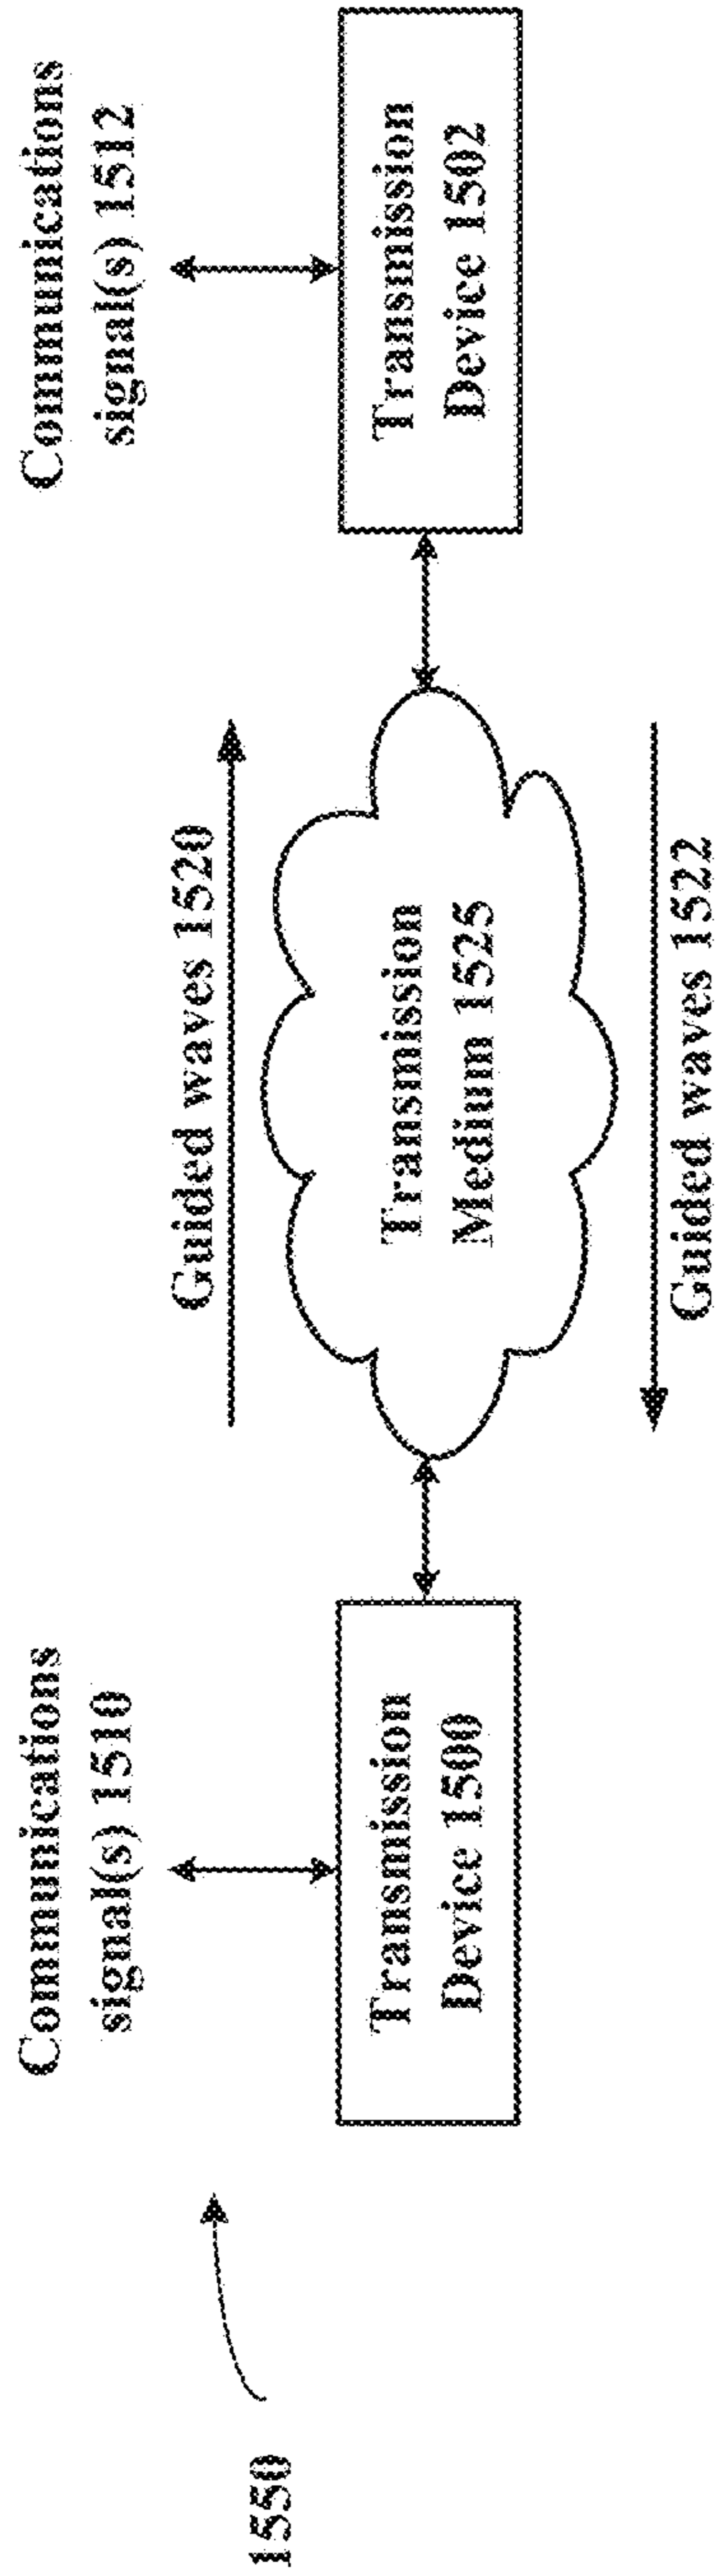 1550
Communications
signal(s) 1510
Transmission
Device 1500
Guided waves 1520
Transmission
Medium 1525
Guided waves 1522
Communications
signal(s) 1512
Transmission
Device 1502